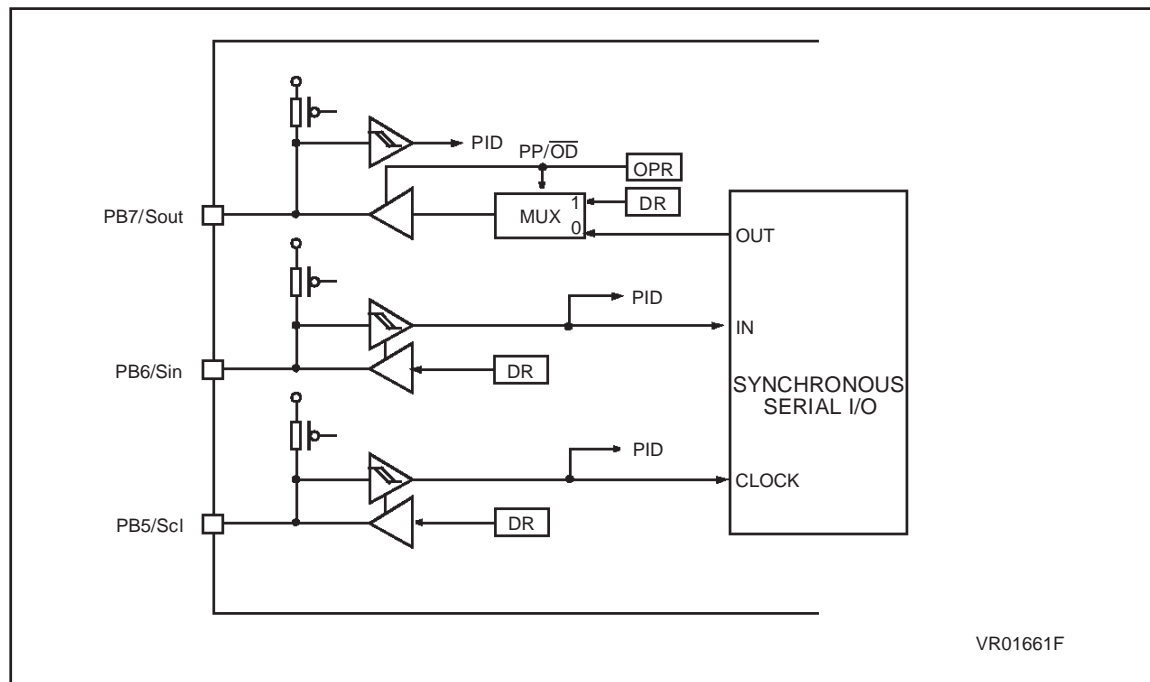 PID
PP/OD
OPR
MUX
1
0
DR
PB7/Sout
OUT
PID
IN
PB6/Sin
DR
SYNCHRONOUS
SERIAL I/O
PID
CLOCK
PB5/Scl
DR
VR01661F